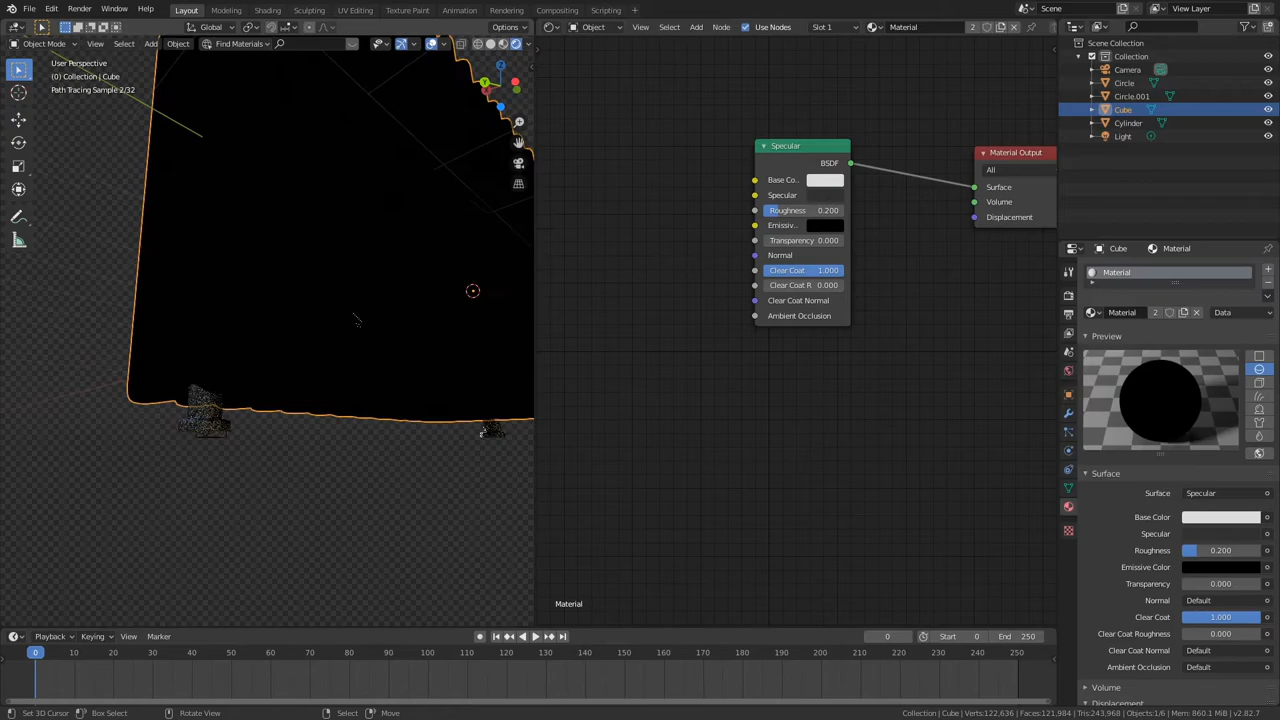 File Edit Render Window Help Layout Modeling Sculpting UV Editing Texture Paint Shading Animation Rendering Compositing Scripting + Scene View Layer
Global Options Object View Select Add Node Use Nodes Slot 1 Material 2
Object Mode View Select Add Object Find Materials
User Perspective
(0) Collection | Cube
Path Tracing Sample 2/32
Specular
BSDF
Base Co..
Specular
Roughness 0.200
Emissiv..
Transparency 0.000
Normal
Clear Coat 1.000
Clear Coat R 0.000
Clear Coat Normal
Ambient Occlusion
Material Output
All
Surface
Volume
Displacement
Material
Scene Collection
Collection
Camera
Circle
Circle.001
Cube
Cylinder
Light
Cube Material
Material
Material 2 Data
Preview
Surface
Surface Specular
Base Color
Specular
Roughness 0.200
Emissive Color
Transparency 0.000
Normal Default
Clear Coat 1.000
Clear Coat Roughness 0.000
Clear Coat Normal Default
Ambient Occlusion Default
Volume
Playback Keying View Marker 0 Start 0 End 250
0 10 20 30 40 50 60 70 80 90 100 110 120 130 140 150 160 170 180 190 200 210 220 230 240 250
Set 3D Cursor Box Select Rotate View Select Move Collection | Cube | Verts:122,636 | Faces:121,984 | Tris:243,968 | Objects:1/6 | Mem: 860.1 MiB | v2.82.7